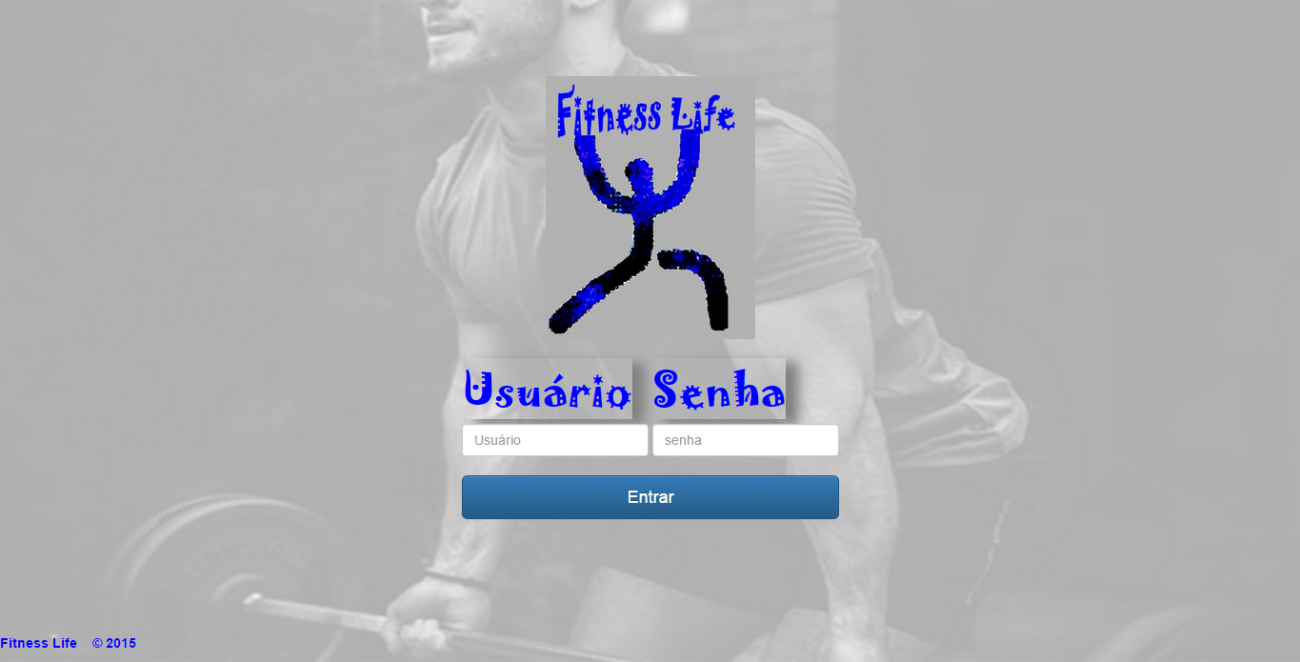 Fitness Life
Usuário Senha
Usuário senha
Entrar
Fitness Life © 2015